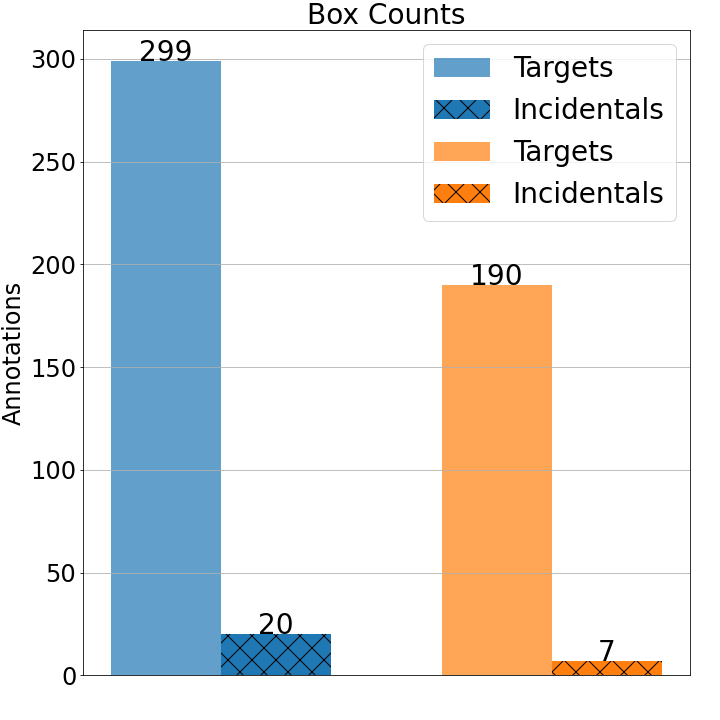 Box Counts
Annotations
300
250
200
150
100
50
0
299
20
190
7
Targets
Incidentals
Targets
Incidentals